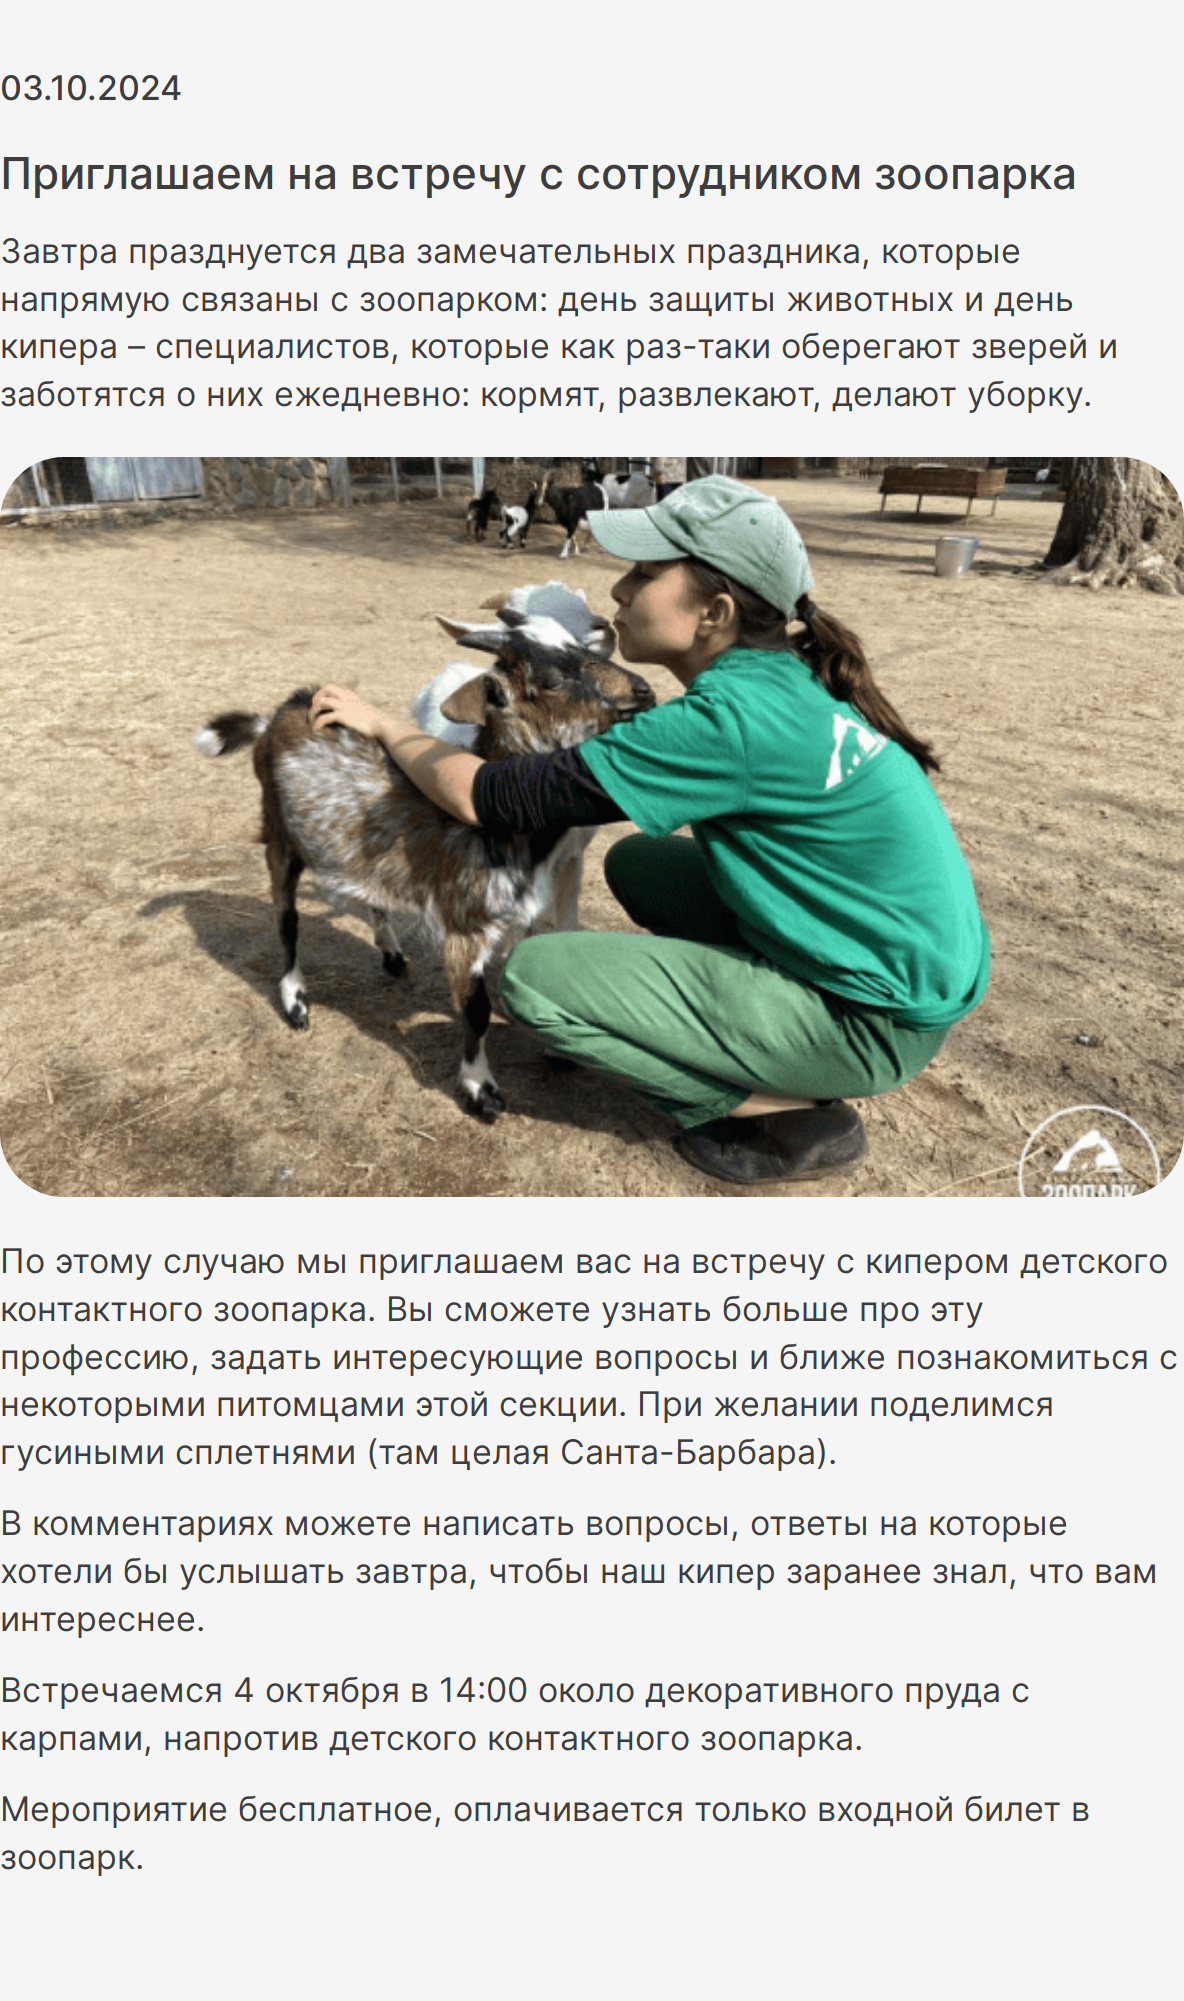 03.10.2024
Приглашаем на встречу с сотрудником зоопарка
Завтра празднуется два замечательных праздника, которые
напрямую связаны с зоопарком: день защиты животных и день
кипера – специалистов, которые как раз-таки оберегают зверей и
заботятся о них ежедневно: кормят, развлекают, делают уборку.
ЗООПАРК
По этому случаю мы приглашаем вас на встречу с кипером детского
контактного зоопарка. Вы сможете узнать больше про эту
профессию, задать интересующие вопросы и ближе познакомиться с
некоторыми питомцами этой секции. При желании поделимся
гусиными сплетнями (там целая Санта-Барбара).
В комментариях можете написать вопросы, ответы на которые
хотели бы услышать завтра, чтобы наш кипер заранее знал, что вам
интереснее.
Встречаемся 4 октября в 14:00 около декоративного пруда с
карпами, напротив детского контактного зоопарка.
Мероприятие бесплатное, оплачивается только входной билет в
зоопарк.